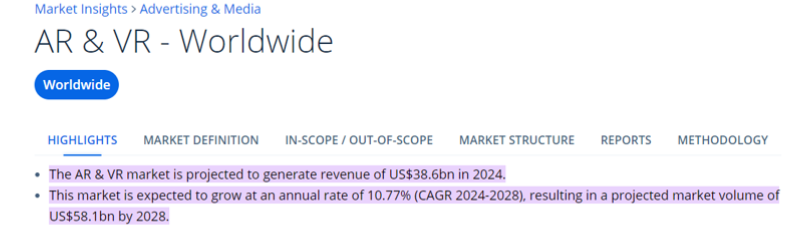 Market Insights > Advertising & Media
AR & VR - Worldwide
Worldwide
HIGHLIGHTS MARKET DEFINITION IN-SCOPE / OUT-OF-SCOPE MARKET STRUCTURE REPORTS METHODOLOGY
• The AR & VR market is projected to generate revenue of US$38.6bn in 2024.
• This market is expected to grow at an annual rate of 10.77% (CAGR 2024-2028), resulting in a projected market volume of
US$58.1bn by 2028.